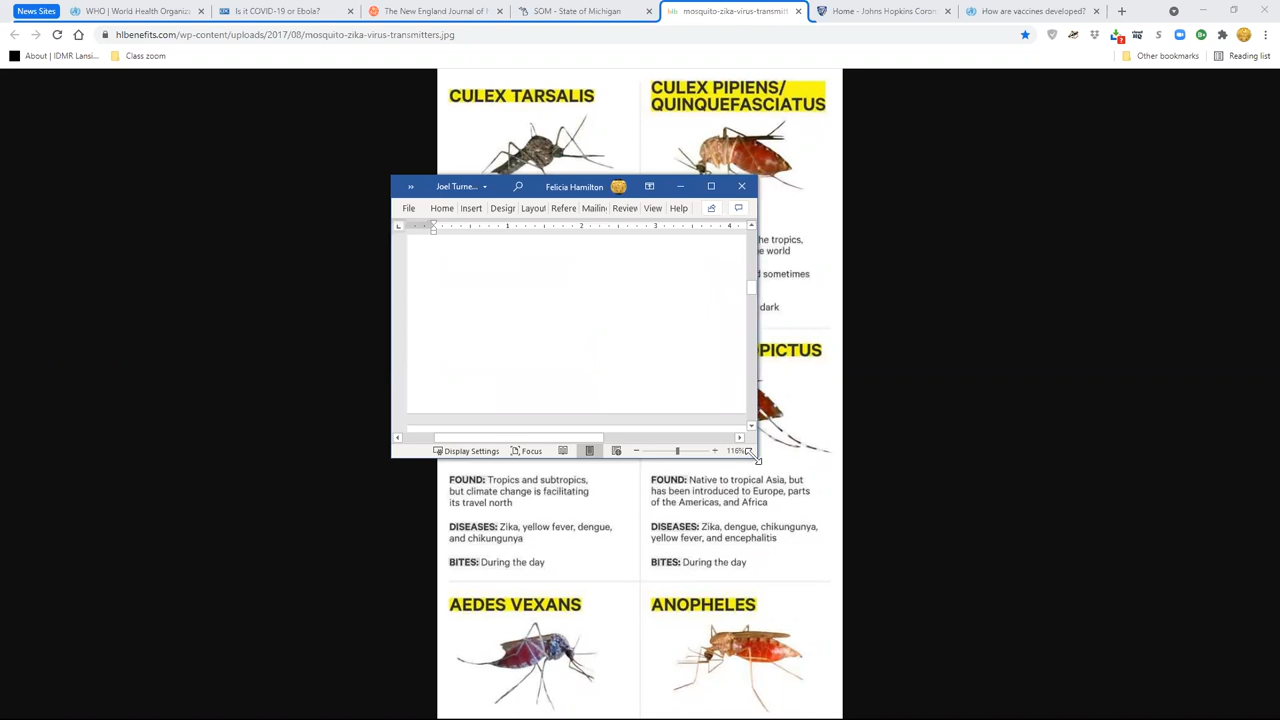 News Sites
WHO | World Health Organiz
Is it COVID-19 or Ebola?
The New England Journal of
SOM - State of Michigan
mosquito-zika-virus-transmitt
Home - Johns Hopkins Coron
How are vaccines developed?
hlbenefits.com/wp-content/uploads/2017/08/mosquito-zika-virus-transmitters.jpg
About | IDMR Lansi...
Class zoom
Other bookmarks
Reading list
CULEX TARSALIS
CULEX PIPIENS/
QUINQUEFASCIATUS
Joel Turne...
Felicia Hamilton
File Home Insert Design Layout Refere Mailin Review View Help
1 2 3 4
he tropics,
e world
d sometimes
dark
PICTUS
Display Settings
Focus
116%
FOUND: Tropics and subtropics,
but climate change is facilitating
its travel north
DISEASES: Zika, yellow fever, dengue,
and chikungunya
BITES: During the day
FOUND: Native to tropical Asia, but
has been introduced to Europe, parts
of the Americas, and Africa
DISEASES: Zika, dengue, chikungunya,
yellow fever, and encephalitis
BITES: During the day
AEDES VEXANS
ANOPHELES